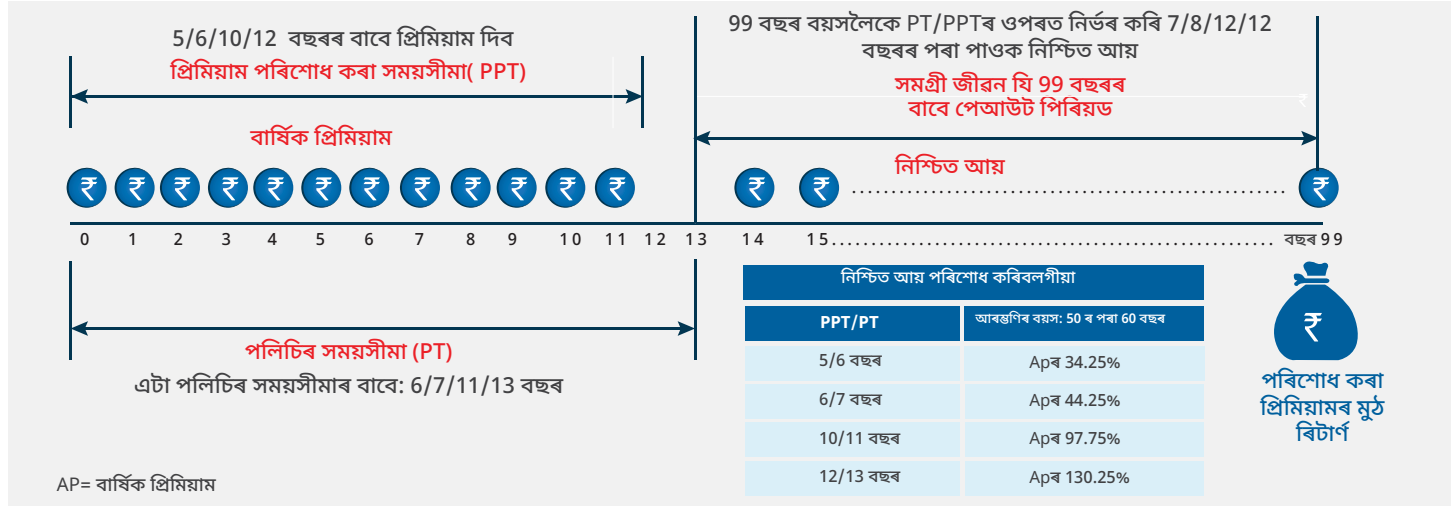 5/6/10/12 বছৰৰ বাবে প্ৰিমিয়াম দিব
প্ৰিমিয়াম পৰিশোধ কৰা সময়সীমা( PPT)
বাৰ্ষিক প্ৰিমিয়াম
99 বছৰ বয়সলৈকে PT/PPTৰ ওপৰত নিৰ্ভৰ কৰি 7/8/12/12
বছৰৰ পৰা পাওক নিশ্চিত আয়
সমগ্ৰী জীৱন যি 99 বছৰৰ
বাবে পেআউট পিৰিয়ড
নিশ্চিত আয়
₹ ₹ ₹ ₹ ₹ ₹ ₹ ₹ ₹ ₹ ₹ ₹ ₹ ₹ ₹
0 1 2 3 4 5 6 7 8 9 10 11 12 13 14 15 বছৰ 99
পলিচিৰ সময়সীমা (PT)
এটা পলিচিৰ সময়সীমাৰ বাবে: 6/7/11/13 বছৰ
নিশ্চিত আয় পৰিশোধ কৰিবলগীয়া
PPT/PT আৰম্ভণিৰ বয়স: 50 ৰ পৰা 60 বছৰ
5/6 বছৰ Apৰ 34.25%
6/7 বছৰ Apৰ 44.25%
10/11 বছৰ Apৰ 97.75%
12/13 বছৰ Apৰ 130.25%
₹
পৰিশোধ কৰা
প্ৰিমিয়ামৰ মুঠ
ৰিটাৰ্ণ
AP= বাৰ্ষিক প্ৰিমিয়াম